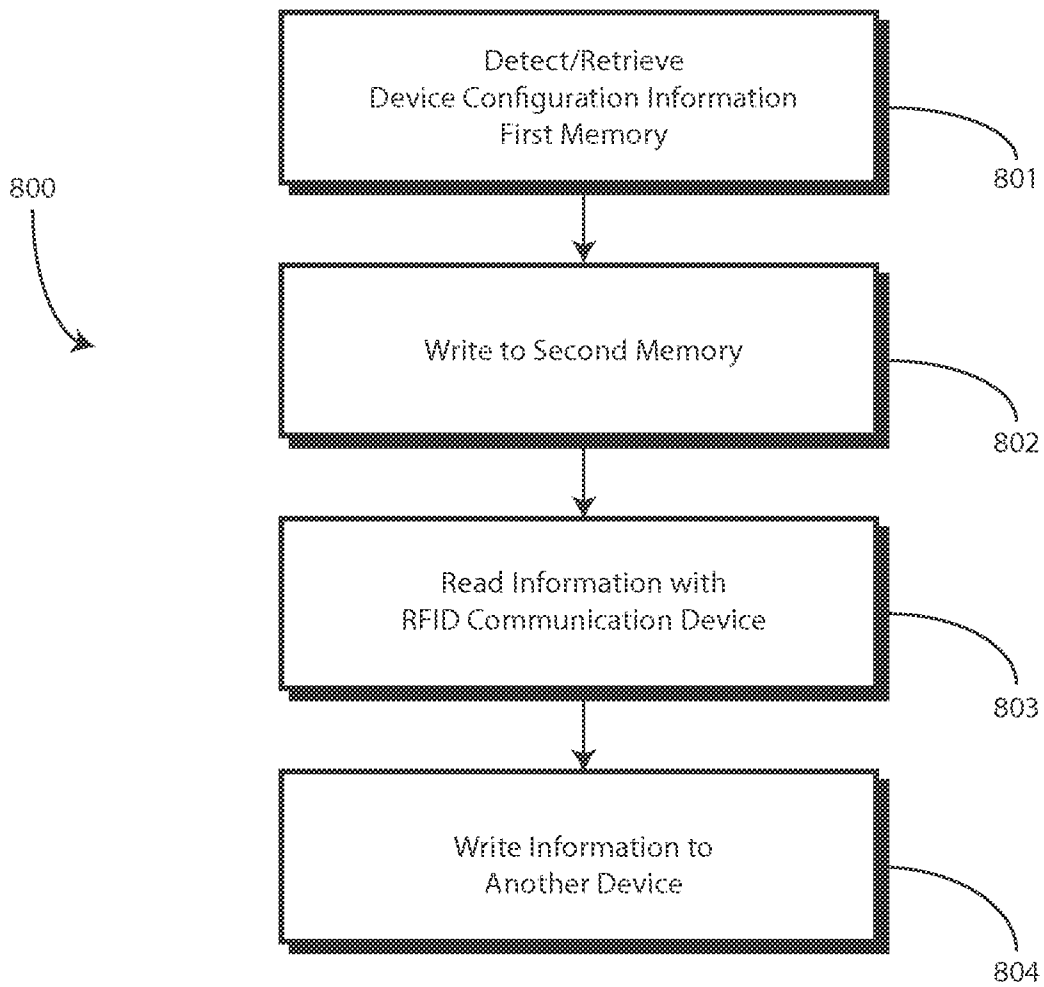 Detect/Retrieve
Device Configuration Information
First Memory
801
800
Write to Second Memory
802
Read Information with
RFID Communication Device
803
Write Information to
Another Device
804